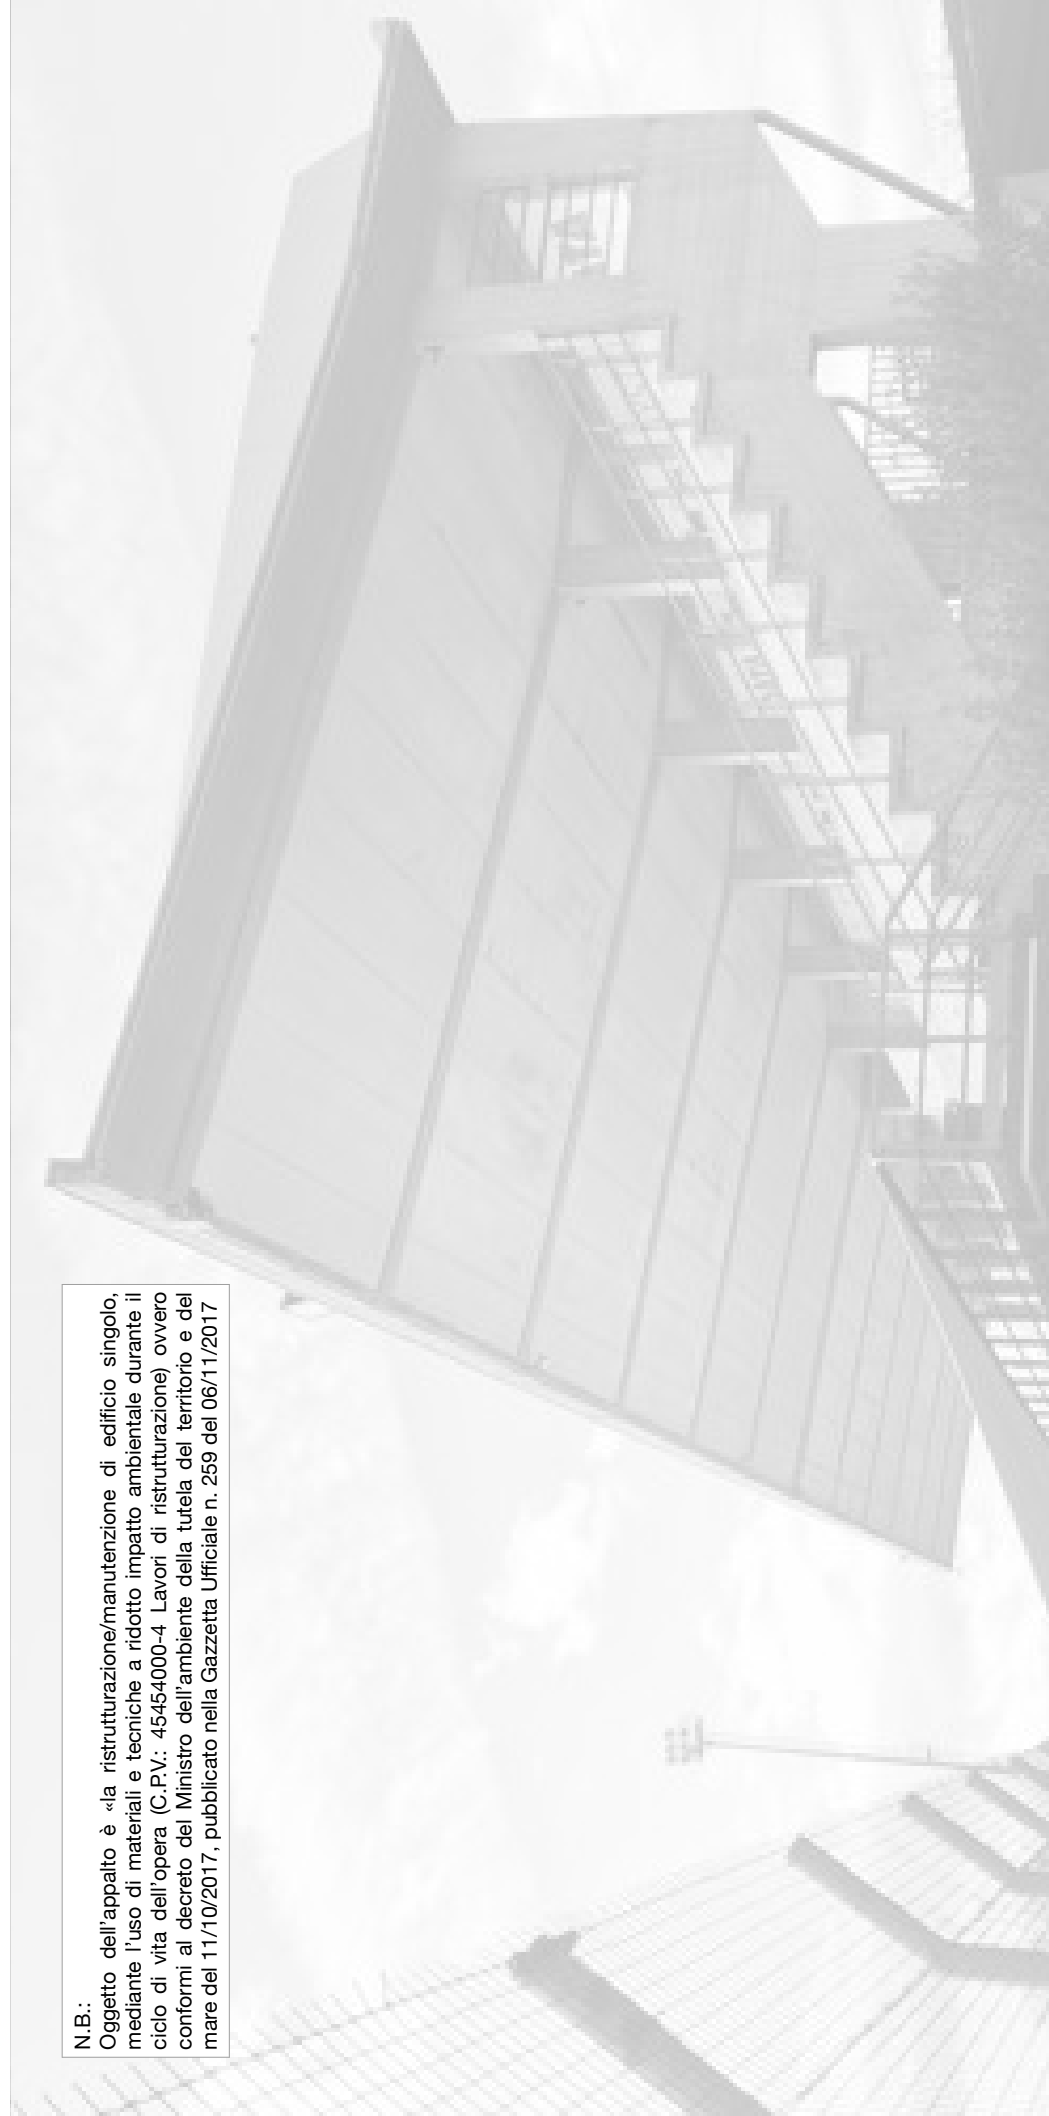 N.B.:
Oggetto dell'appalto è «la ristrutturazione/manutenzione di edificio singolo,
mediante l'uso di materiali e tecniche a ridotto impatto ambientale durante il
ciclo di vita dell'opera (C.P.V.: 45454000-4 Lavori di ristrutturazione) ovvero
conformi al decreto del Ministro dell'ambiente della tutela del territorio e del
mare del 11/10/2017, pubblicato nella Gazzetta Ufficiale n. 259 del 06/11/2017